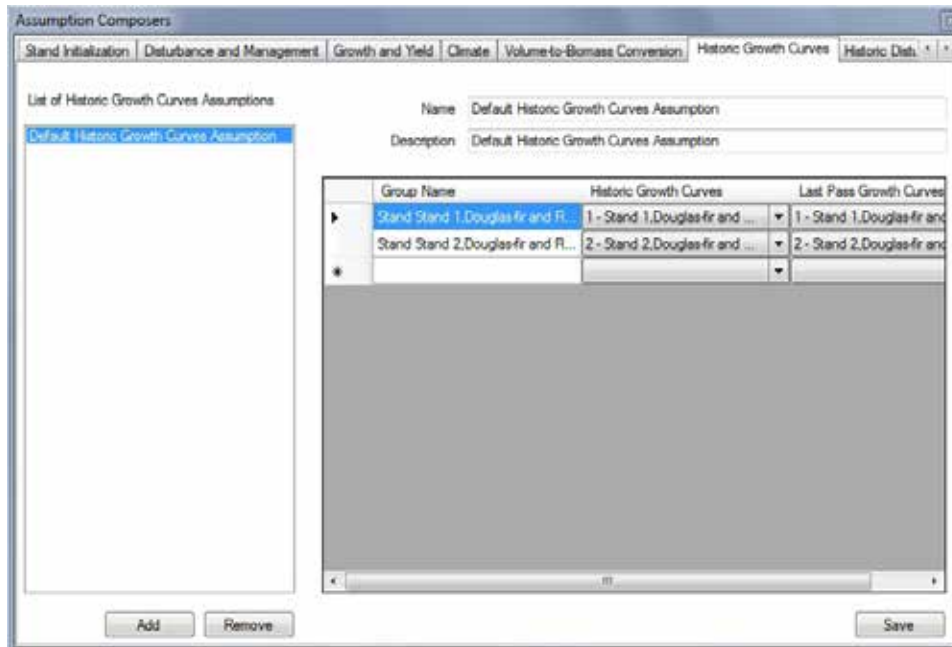 Assumption Composers
Stand Initialization Disturbance and Management Growth and Yield Climate Volume-to-Biomass Conversion Historic Growth Curves Historic Distu
List of Historic Growth Curves Assumptions
Default Historic Growth Curves Assumption
Name Default Historic Growth Curves Assumption
Description Default Historic Growth Curves Assumption
Group Name Historic Growth Curves Last Pass Growth Curves
Stand Stand 1,Douglas-fir and R... 1 - Stand 1,Douglas-fir and ... 1 - Stand 1,Douglas-fir and
Stand Stand 2,Douglas-fir and R... 2 - Stand 2,Douglas-fir and ... 2 - Stand 2,Douglas-fir and
Add Remove Save